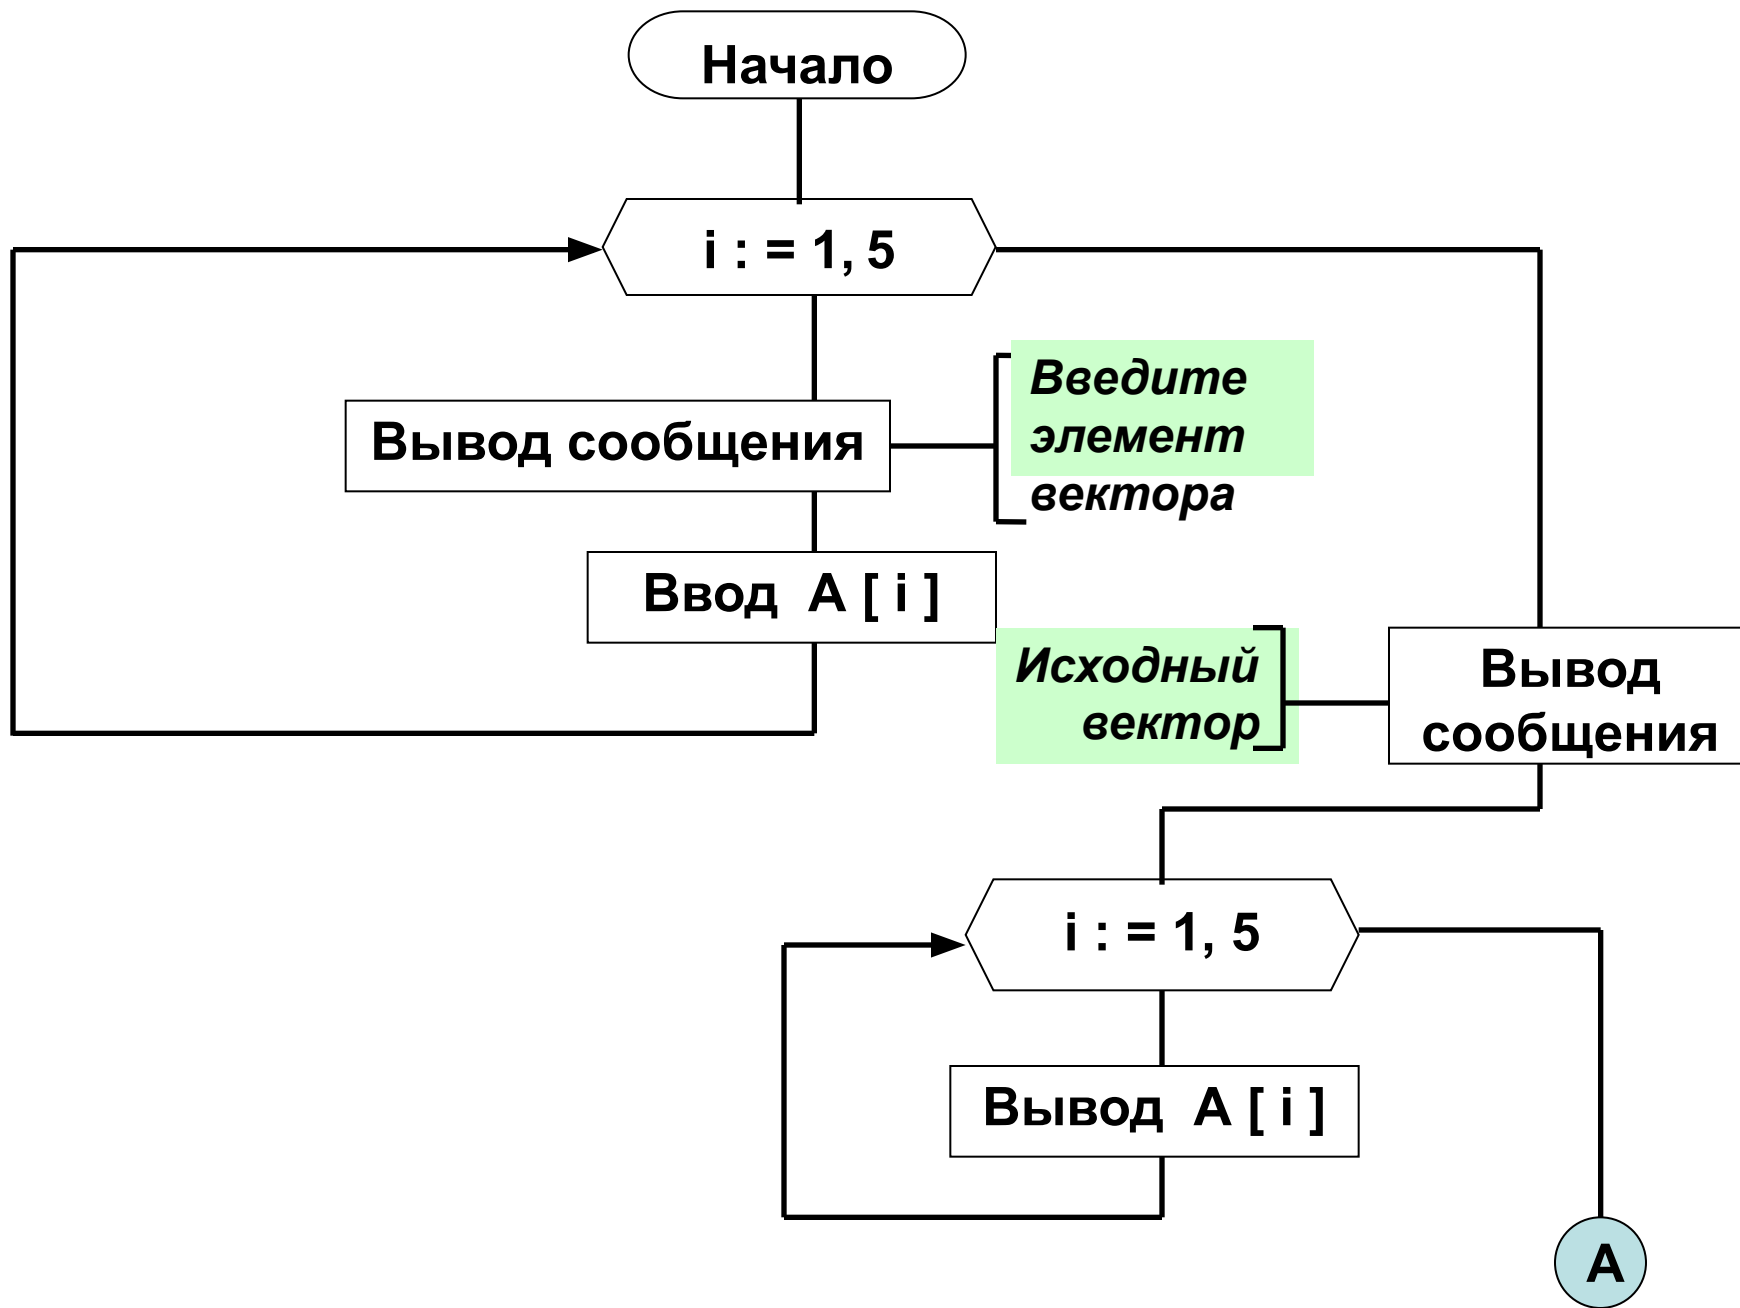 Начало
i : = 1, 5
Введите
элемент
вектора
Вывод сообщения
Ввод А [ i ]
Исходный
вектор
Вывод
сообщения
i : = 1, 5
Вывод А [ i ]
А